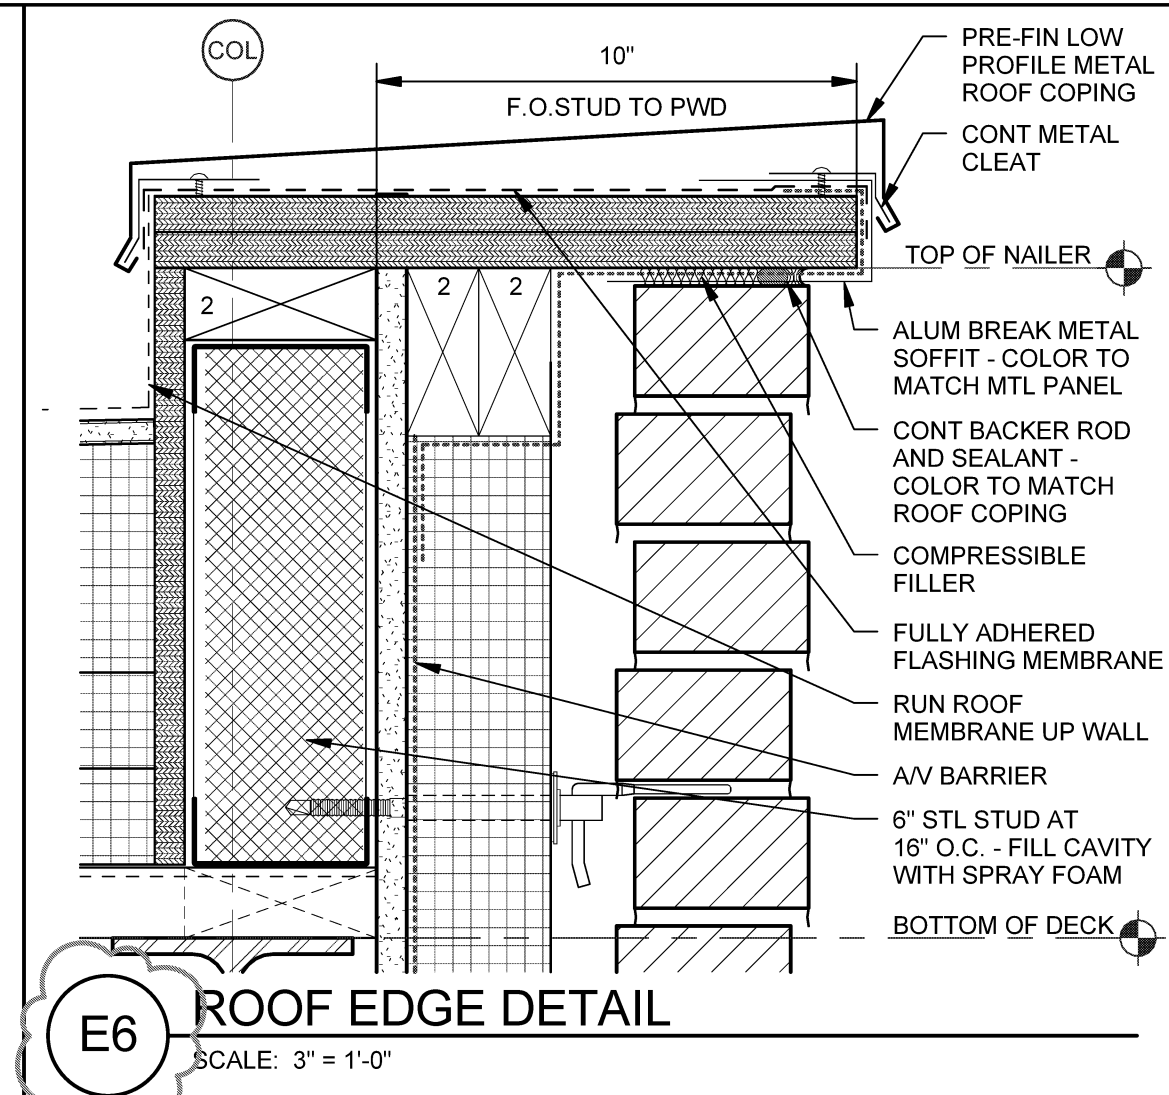 COL
10"
F.O.STUD TO PWD
PRE-FIN LOW
PROFILE METAL
ROOF COPING
CONT METAL
CLEAT
TOP OF NAILER
2
2
2
ALUM BREAK METAL
SOFFIT - COLOR TO
MATCH MTL PANEL
CONT BACKER ROD
AND SEALANT -
COLOR TO MATCH
ROOF COPING
COMPRESSIBLE
FILLER
FULLY ADHERED
FLASHING MEMBRANE
RUN ROOF
MEMBRANE UP WALL
A/V BARRIER
6" STL STUD AT
16" O.C. - FILL CAVITY
WITH SPRAY FOAM
BOTTOM OF DECK
E6
ROOF EDGE DETAIL
SCALE: 3" = 1'-0"